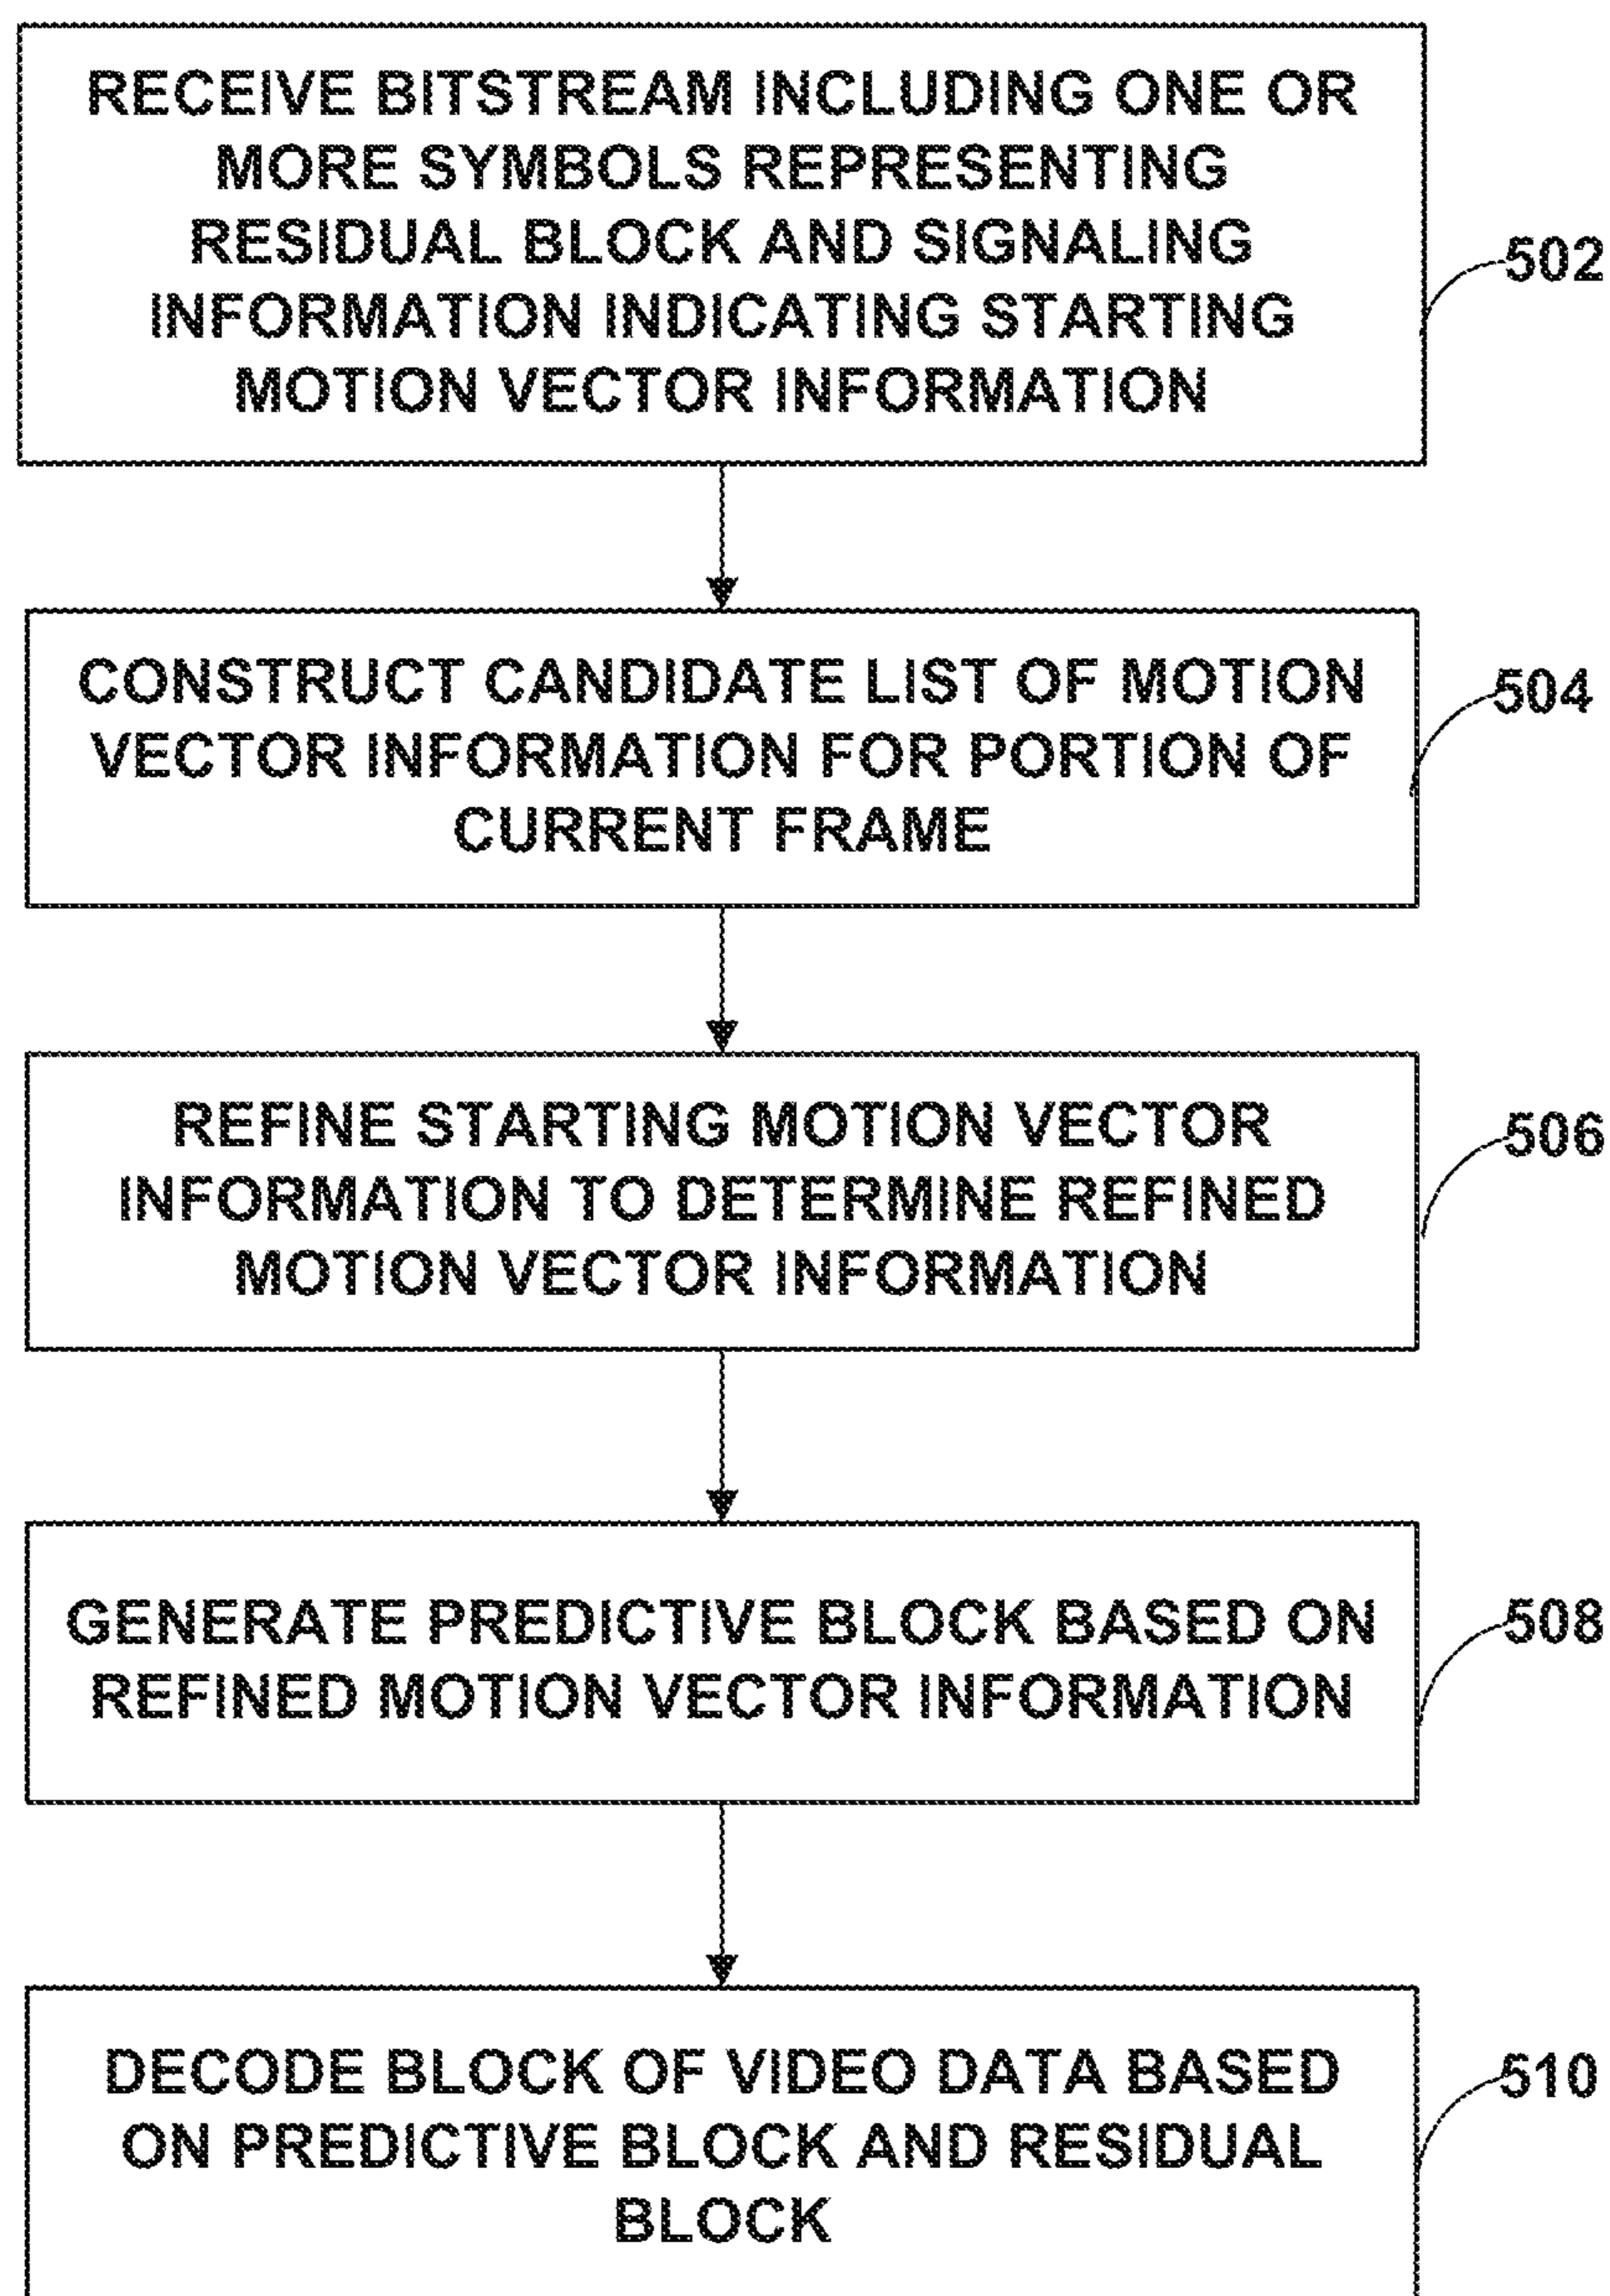 RECEIVE BITSTREAM INCLUDING ONE OR
MORE SYMBOLS REPRESENTING
RESIDUAL BLOCK AND SIGNALING
INFORMATION INDICATING STARTING
MOTION VECTOR INFORMATION
502
CONSTRUCT CANDIDATE LIST OF MOTION
VECTOR INFORMATION FOR PORTION OF
CURRENT FRAME
504
REFINE STARTING MOTION VECTOR
INFORMATION TO DETERMINE REFINED
MOTION VECTOR INFORMATION
506
GENERATE PREDICTIVE BLOCK BASED ON
REFINED MOTION VECTOR INFORMATION
508
DECODE BLOCK OF VIDEO DATA BASED
ON PREDICTIVE BLOCK AND RESIDUAL
BLOCK
510